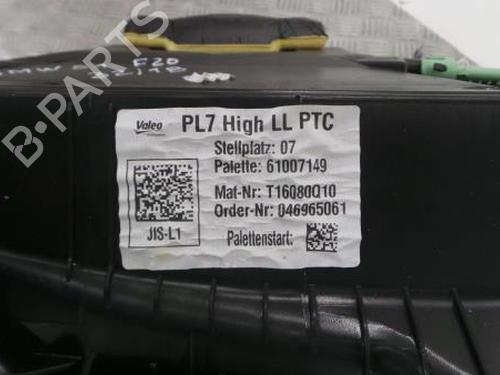 BMW F20
Valeo
PL7 High LL PTC
Stellplatz: 07
Palette: 61007149
Mat-Nr: T16080Q10
Order-Nr: 046965061
JIS-L1
Palettenstart:
B-PARTS